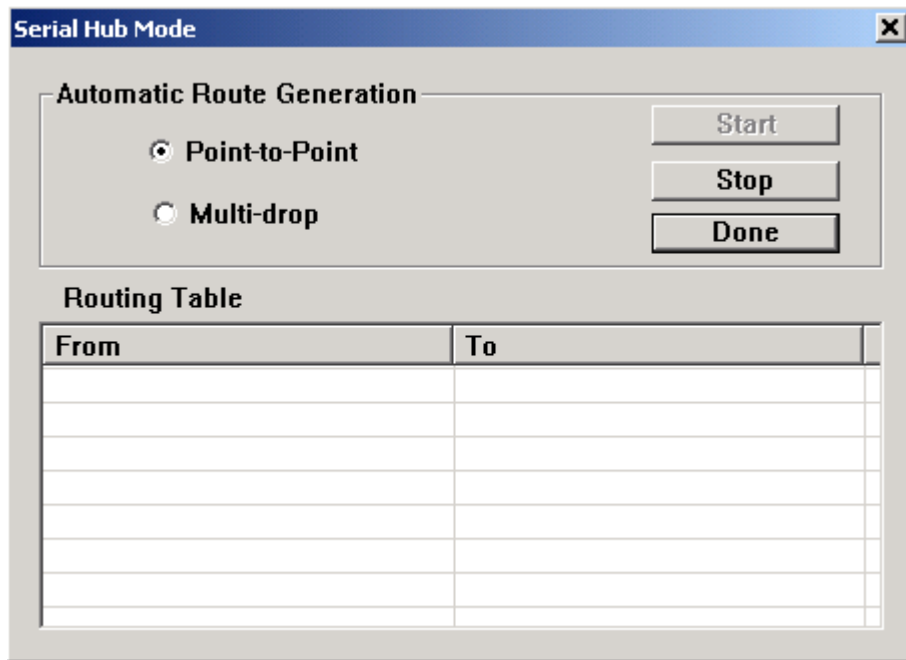 Serial Hub Mode
Automatic Route Generation
Start
Point-to-Point
Stop
Multi-drop
Done
Routing Table
From To